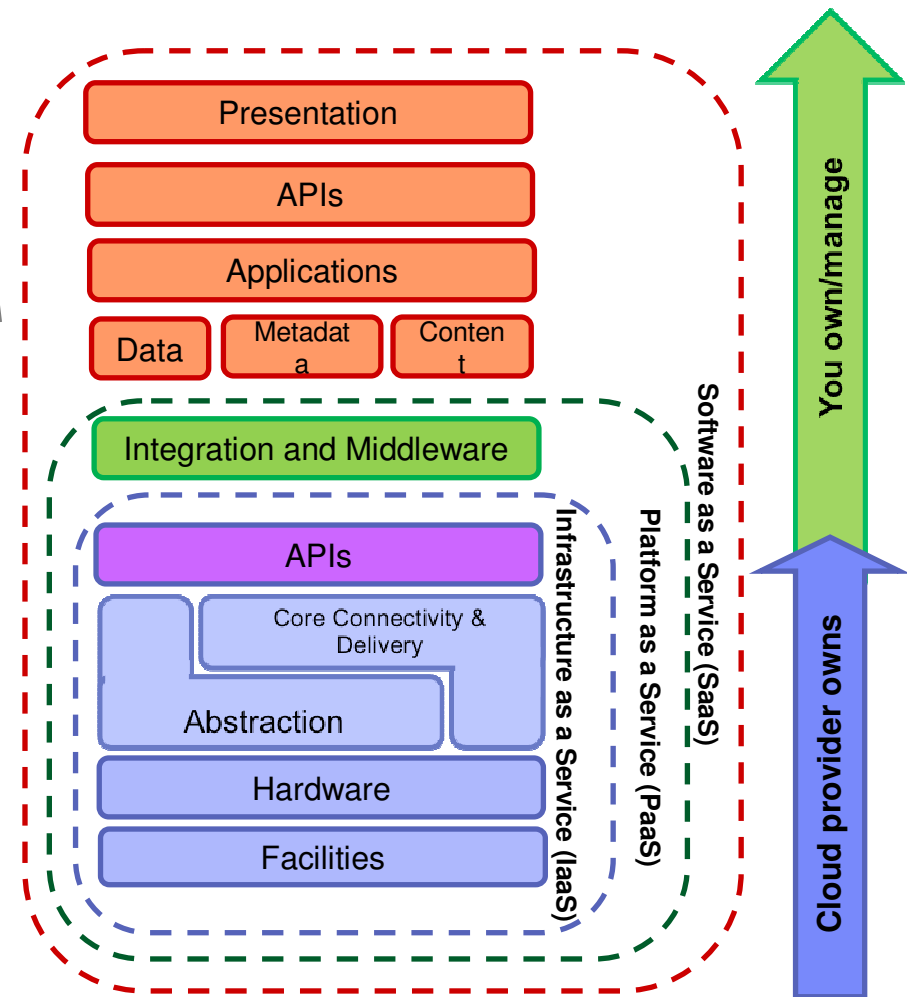 Presentation
APIs
Applications
Data
Metadat
a
Conten
t
Integration and Middleware
APIs
Core Connectivity &
Delivery
Abstraction
Hardware
Facilities
Infrastructure as a Service (IaaS)
Platform as a Service (PaaS)
Software as a Service (SaaS)
You own/manage
Cloud provider owns